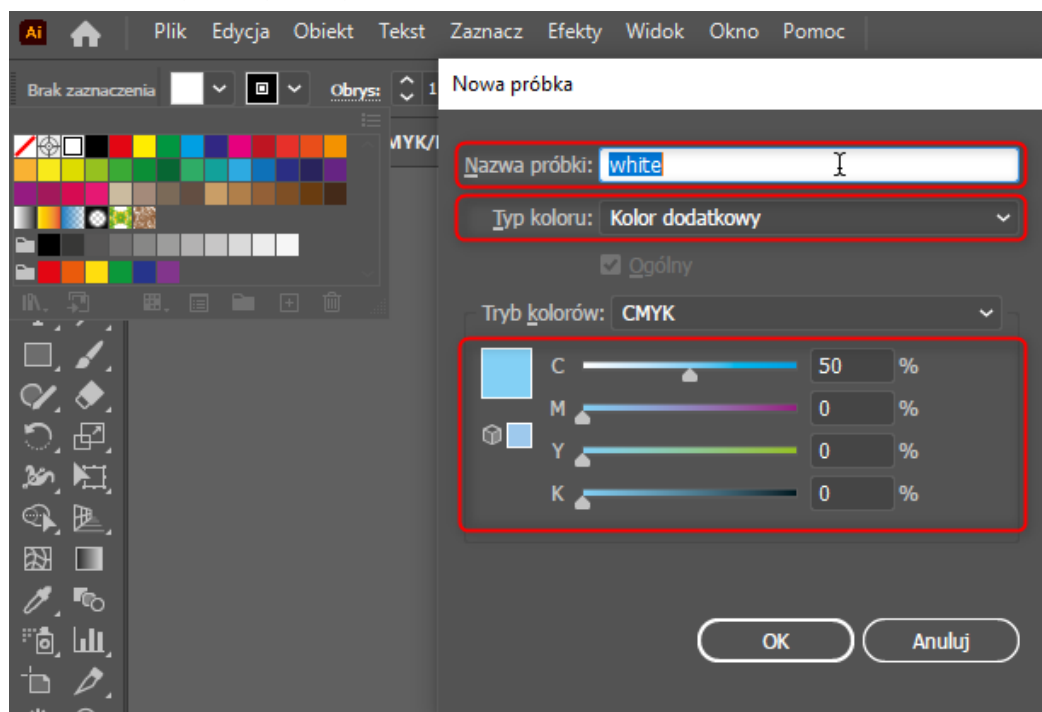 Ai Plik Edycja Obiekt Tekst Zaznacz Efekty Widok Okno Pomoc
Brak zaznaczenia Obrys: 1
Nowa próbka
Nazwa próbki: white
Typ koloru: Kolor dodatkowy
Ogólny
Tryb kolorów: CMYK
C 50 %
M 0 %
Y 0 %
K 0 %
OK Anuluj